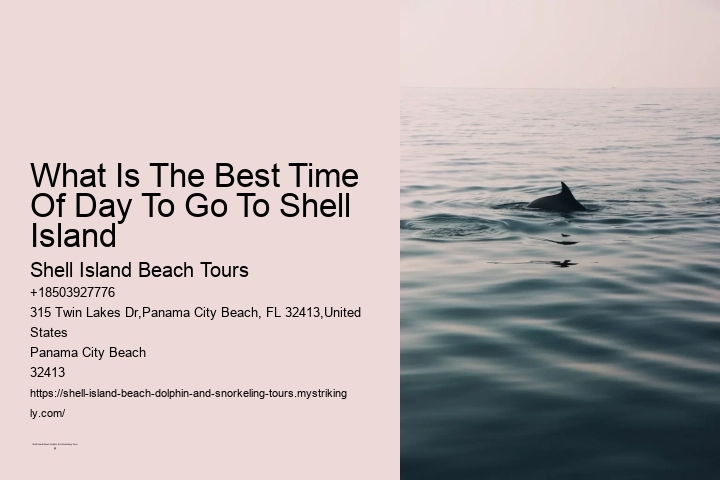 What Is The Best Time
Of Day To Go To Shell
Island
Shell Island Beach Tours
+18503927776
315 Twin Lakes Dr,Panama City Beach, FL 32413,United
States
Panama City Beach
32413
https://shell-island-beach-dolphin-and-snorkeling-tours.mystriking
ly.com/